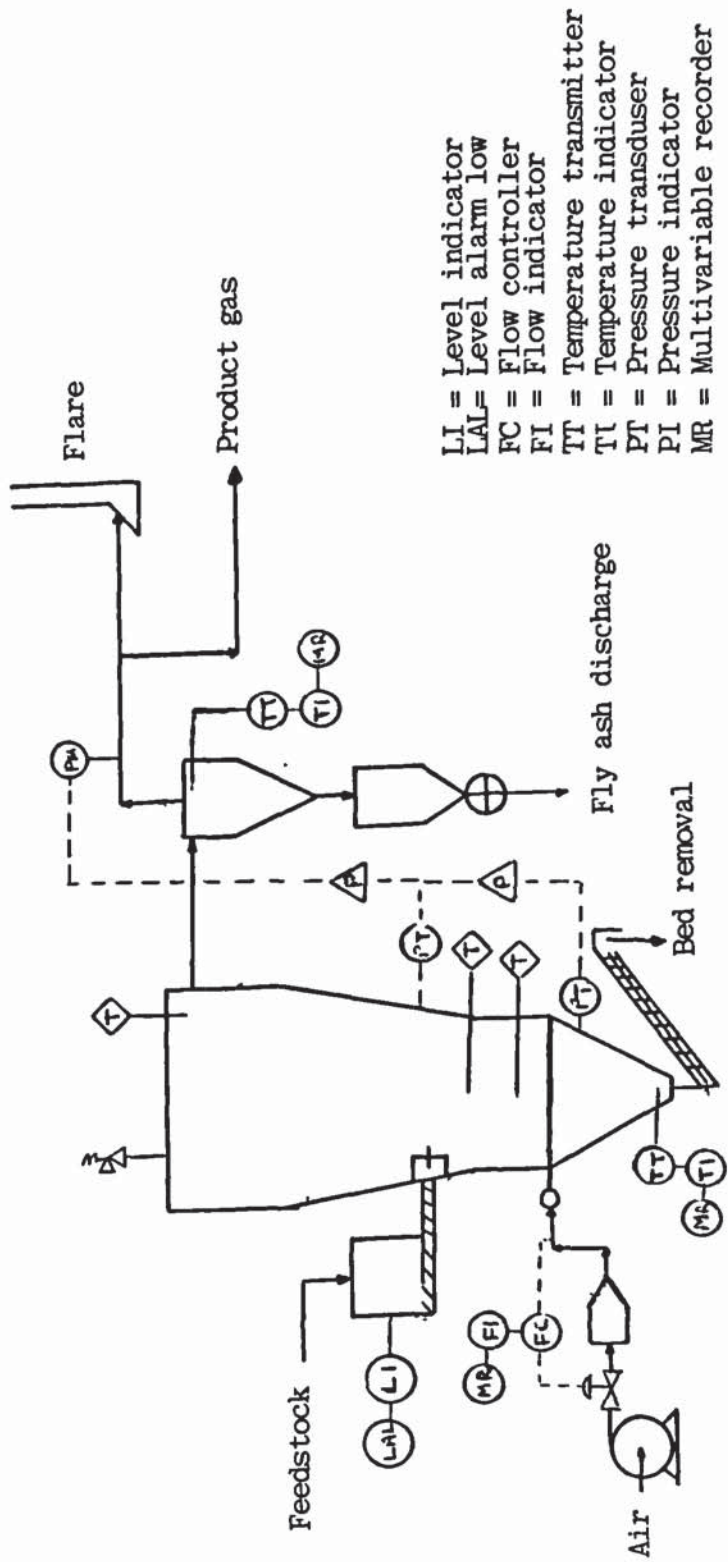 Flare
Product gas
PM
TT
TI
MR
T
P
P
PT
T
T
PT
Fly ash discharge
Bed removal
Feedstock
LAL
LI
MR
FI
FC
TT
TI
MR
Air
LI = Level indicator
LAL= Level alarm low
FC = Flow controller
FI = Flow indicator
TT = Temperature transmitter
TI = Temperature indicator
PT = Pressure transduser
PI = Pressure indicator
MR = Multivariable recorder